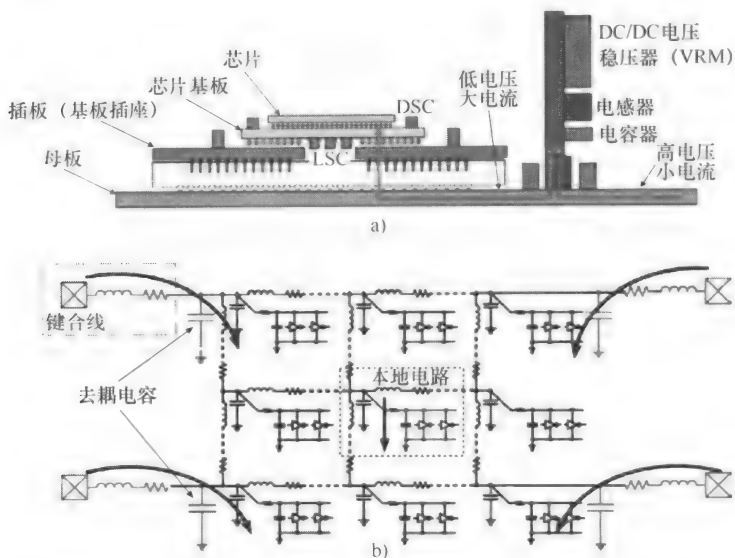 DC/DC电压
稳压器（VRM）
芯片
芯片基板
DSC
低电压
大电流
插板（基板插座）
电感器
电容器
LSC
母板
高电压
小电流
a)
键合线
本地电路
去耦电容
b)